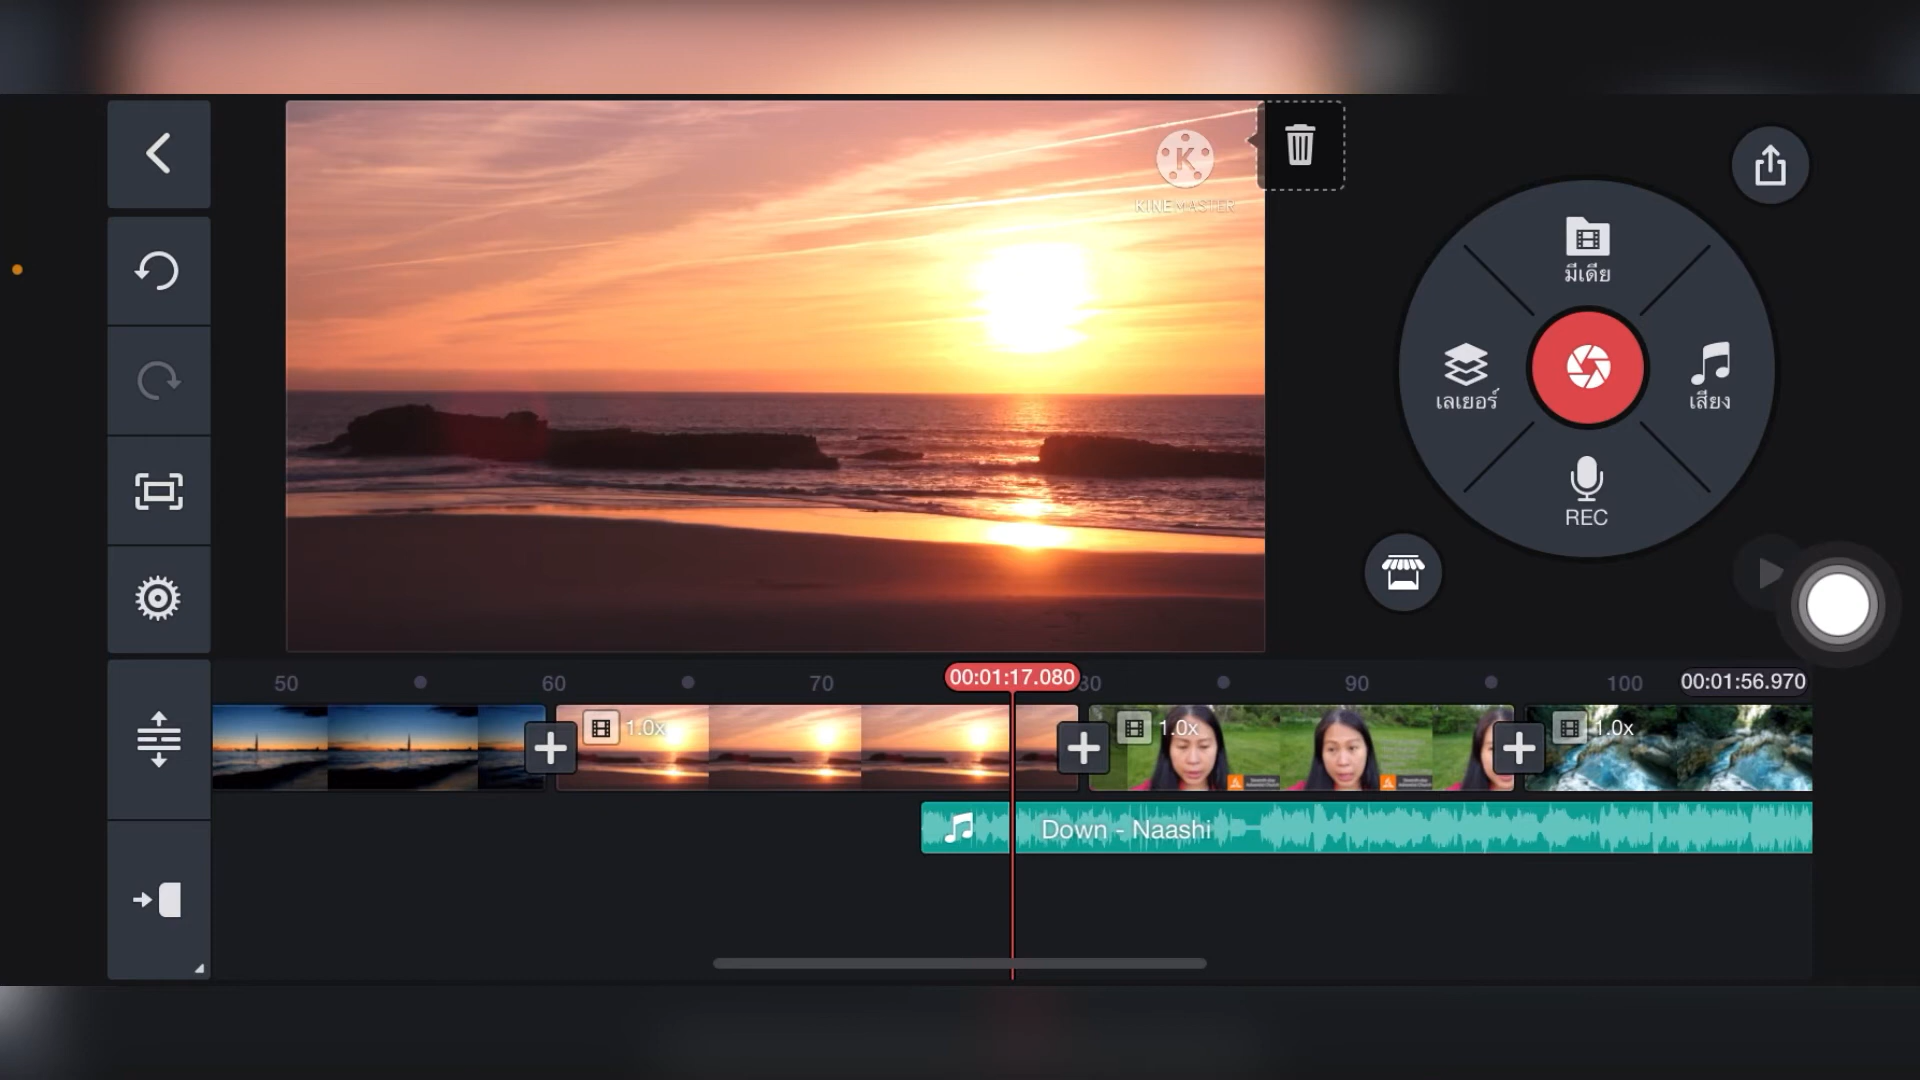 K
KINEMASTER
มีเดีย
เลเยอร์
เสียง
REC
50
60
70
00:01:17.080
80
90
100
00:01:56.970
1.0x
1.0x
1.0x
Down - Naashi